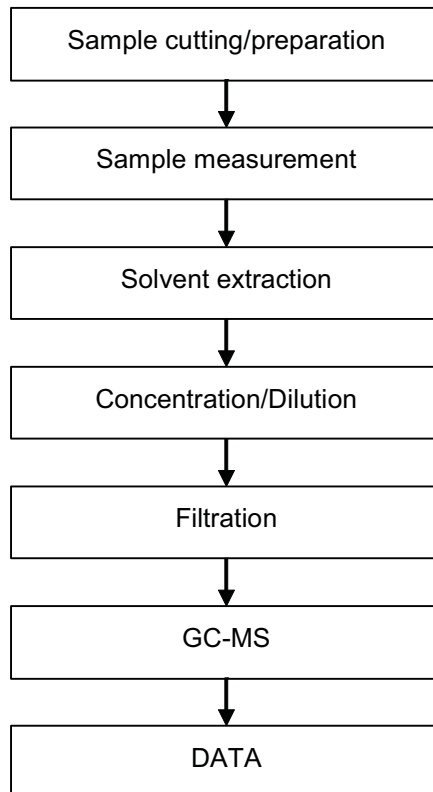 Sample cutting/preparation
Sample measurement
Solvent extraction
Concentration/Dilution
Filtration
GC-MS
DATA